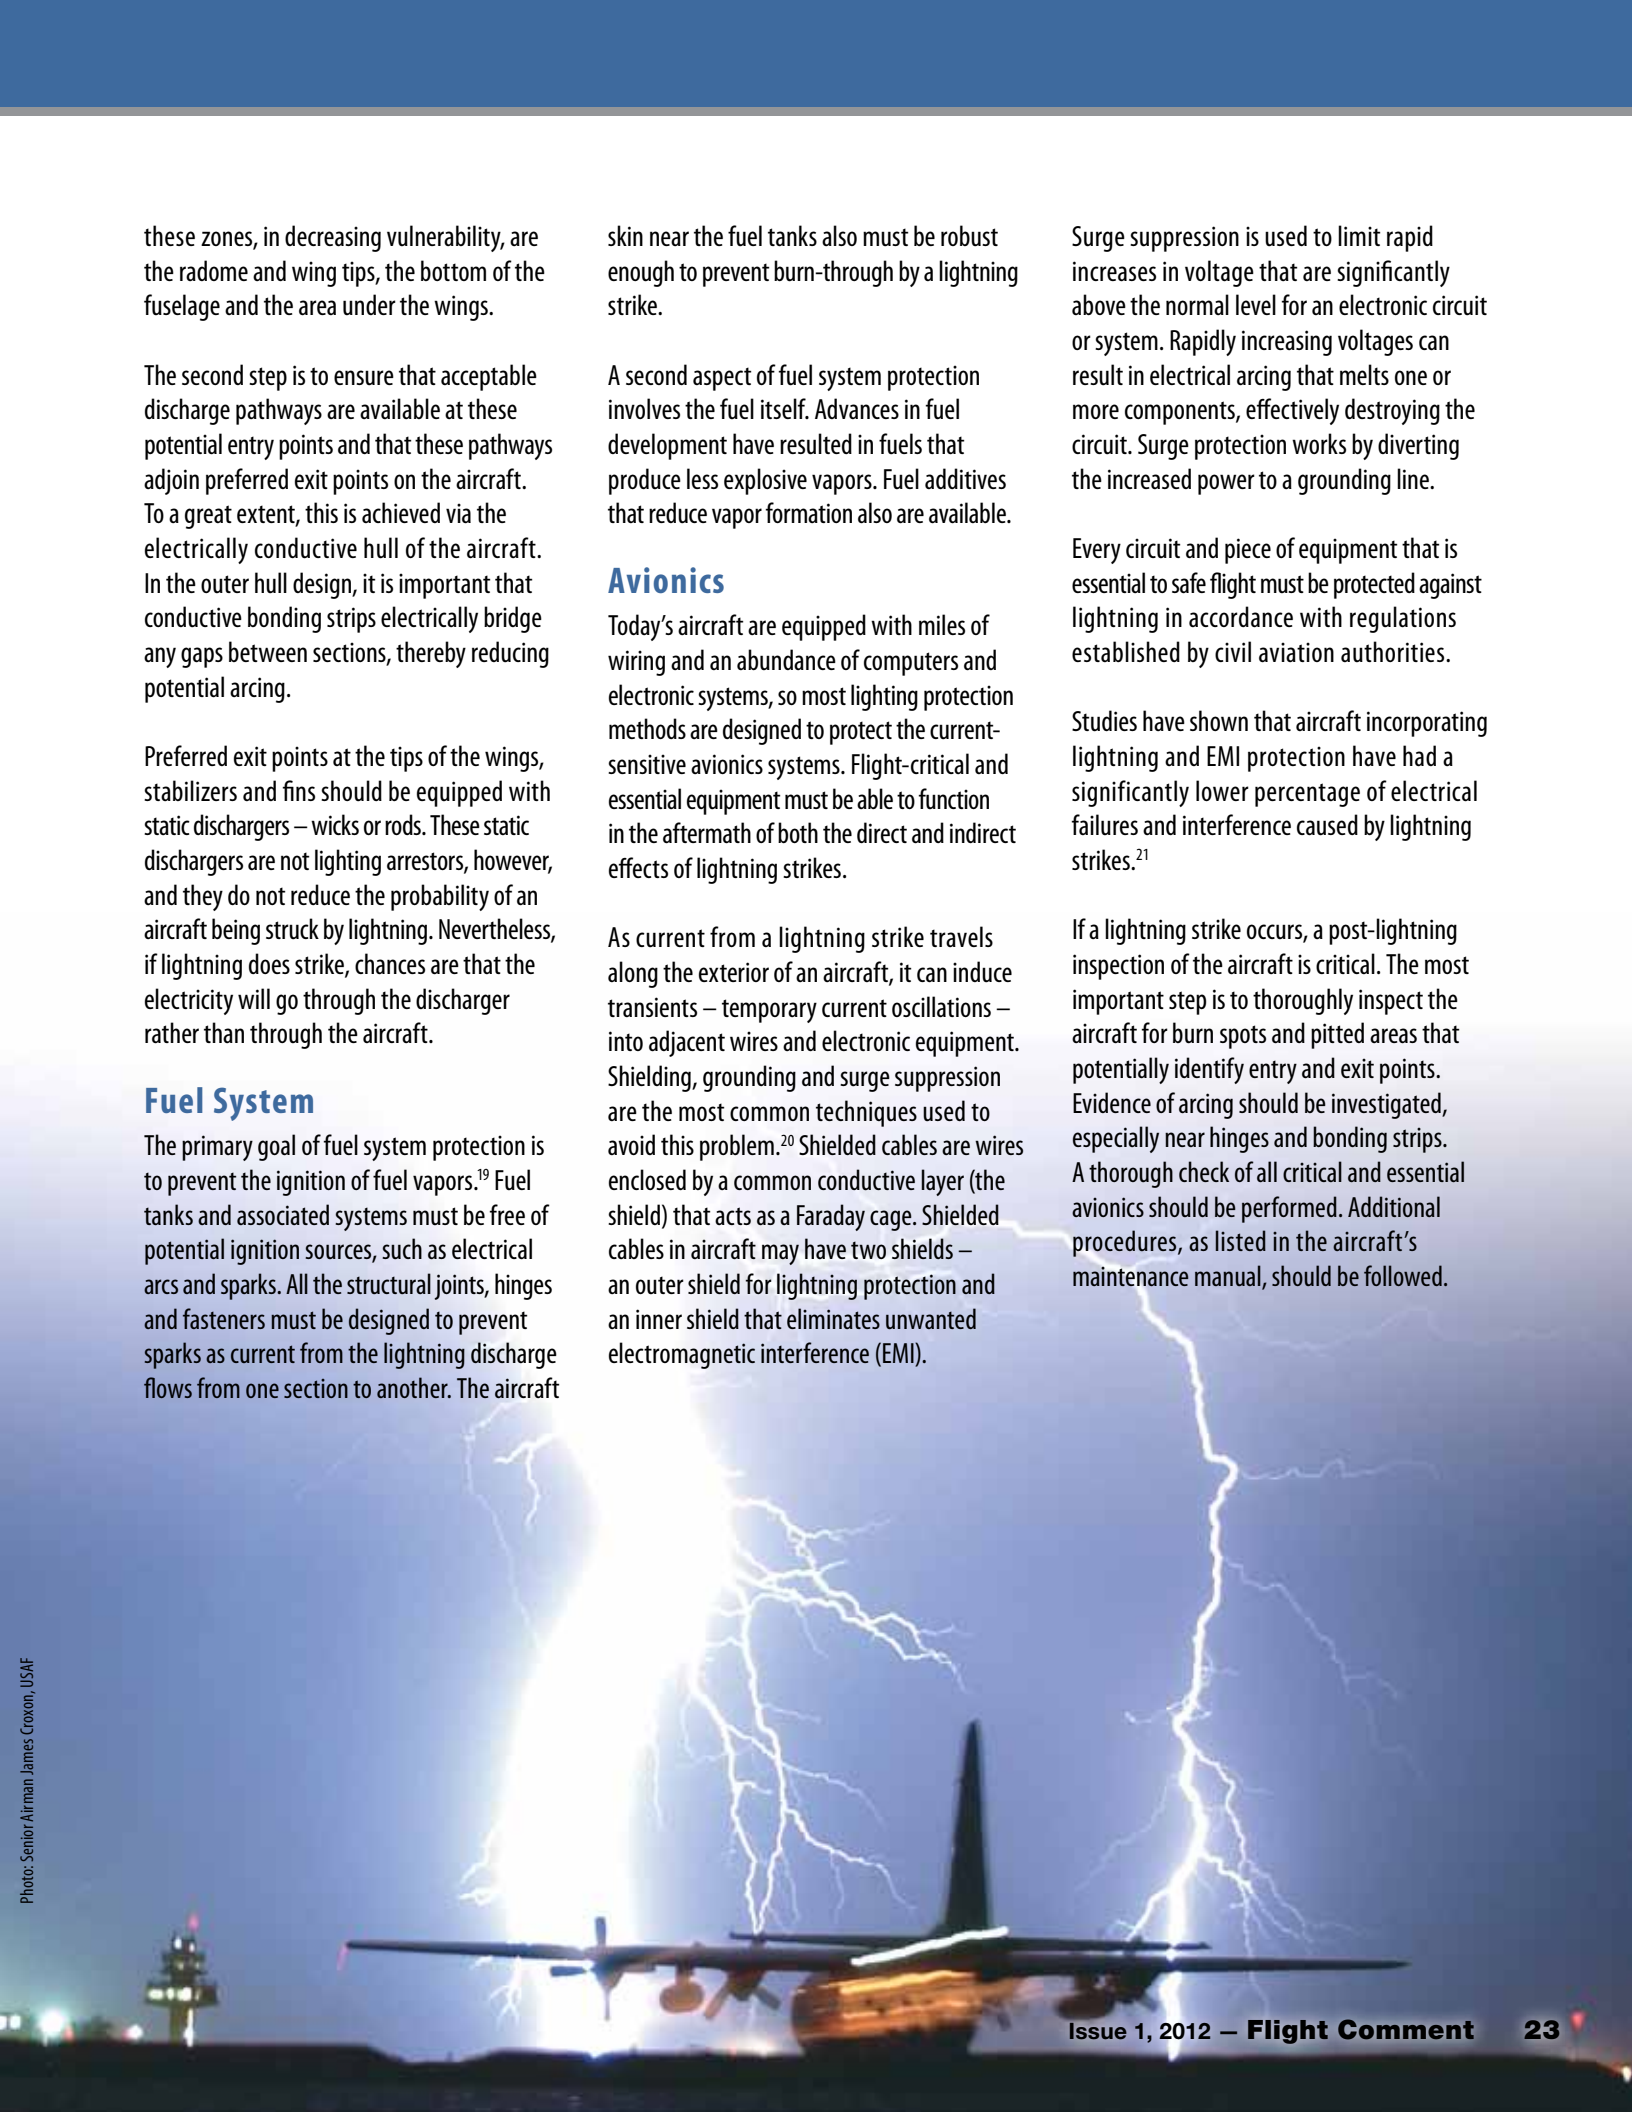 these zones, in decreasing vulnerability, are
the radome and wing tips, the bottom of the
fuselage and the area under the wings.
The second step is to ensure that acceptable
discharge pathways are available at these
potential entry points and that these pathways
adjoin preferred exit points on the aircraft.
To a great extent, this is achieved via the
electrically conductive hull of the aircraft.
In the outer hull design, it is important that
conductive bonding strips electrically bridge
any gaps between sections, thereby reducing
potential arcing.
Preferred exit points at the tips of the wings,
stabilizers and fins should be equipped with
static dischargers – wicks or rods. These static
dischargers are not lighting arrestors, however,
and they do not reduce the probability of an
aircraft being struck by lightning. Nevertheless,
if lightning does strike, chances are that the
electricity will go through the discharger
rather than through the aircraft.
Fuel System
The primary goal of fuel system protection is
to prevent the ignition of fuel vapors.19 Fuel
tanks and associated systems must be free of
potential ignition sources, such as electrical
arcs and sparks. All the structural joints, hinges
and fasteners must be designed to prevent
sparks as current from the lightning discharge
flows from one section to another. The aircraft
skin near the fuel tanks also must be robust
enough to prevent burn-through by a lightning
strike.
A second aspect of fuel system protection
involves the fuel itself. Advances in fuel
development have resulted in fuels that
produce less explosive vapors. Fuel additives
that reduce vapor formation also are available.
Avionics
Today’s aircraft are equipped with miles of
wiring and an abundance of computers and
electronic systems, so most lighting protection
methods are designed to protect the current-
sensitive avionics systems. Flight-critical and
essential equipment must be able to function
in the aftermath of both the direct and indirect
effects of lightning strikes.
As current from a lightning strike travels
along the exterior of an aircraft, it can induce
transients – temporary current oscillations –
into adjacent wires and electronic equipment.
Shielding, grounding and surge suppression
are the most common techniques used to
avoid this problem.20 Shielded cables are wires
enclosed by a common conductive layer (the
shield) that acts as a Faraday cage. Shielded
cables in aircraft may have two shields –
an outer shield for lightning protection and
an inner shield that eliminates unwanted
electromagnetic interference (EMI).
Surge suppression is used to limit rapid
increases in voltage that are significantly
above the normal level for an electronic circuit
or system. Rapidly increasing voltages can
result in electrical arcing that melts one or
more components, effectively destroying the
circuit. Surge protection works by diverting
the increased power to a grounding line.
Every circuit and piece of equipment that is
essential to safe flight must be protected against
lightning in accordance with regulations
established by civil aviation authorities.
Studies have shown that aircraft incorporating
lightning and EMI protection have had a
significantly lower percentage of electrical
failures and interference caused by lightning
strikes.21
If a lightning strike occurs, a post-lightning
inspection of the aircraft is critical. The most
important step is to thoroughly inspect the
aircraft for burn spots and pitted areas that
potentially identify entry and exit points.
Evidence of arcing should be investigated,
especially near hinges and bonding strips.
A thorough check of all critical and essential
avionics should be performed. Additional
procedures, as listed in the aircraft’s
maintenance manual, should be followed.
Photo: Senior Airman James Croxon, USAF
Issue 1, 2012 — Flight Comment 23